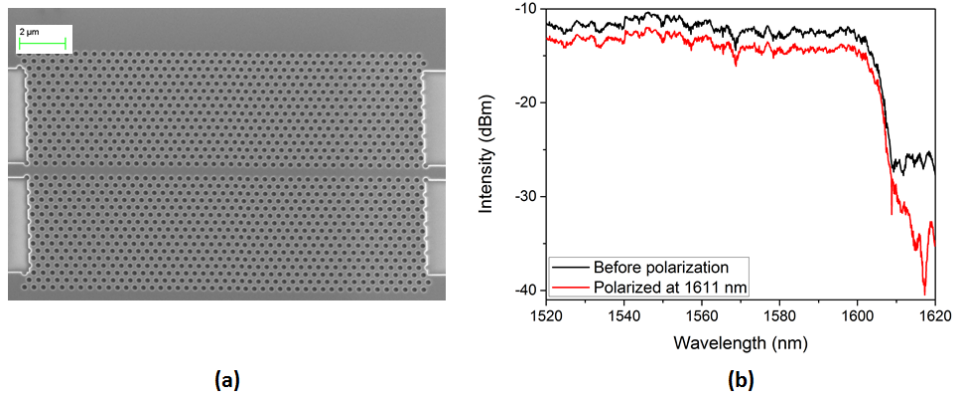 2 µm
(a)
-10
-20
-30
-40
Intensity (dBm)
Before polarization
Polarized at 1611 nm
1520
1540
1560
1580
1600
1620
Wavelength (nm)
(b)